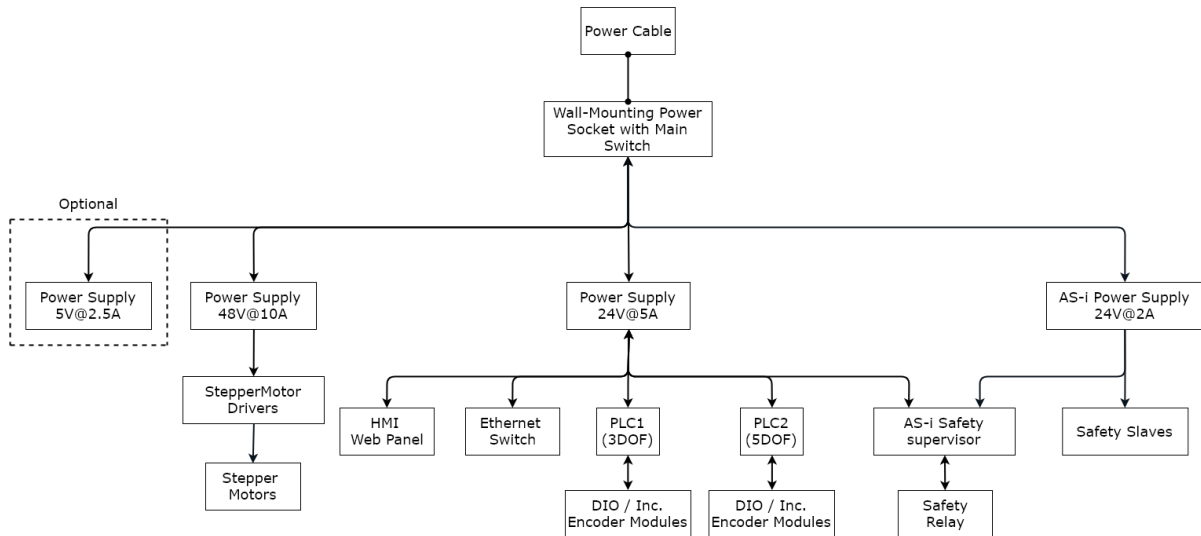 Power Cable
Wall-Mounting Power
Socket with Main
Switch
Optional
Power Supply
5V@2.5A
Power Supply
48V@10A
Power Supply
24V@5A
AS-i Power Supply
24V@2A
StepperMotor
Drivers
HMI
Web Panel
Ethernet
Switch
PLC1
(3DOF)
PLC2
(5DOF)
AS-i Safety
supervisor
Safety Slaves
Stepper
Motors
DIO / Inc.
Encoder Modules
DIO / Inc.
Encoder Modules
Safety
Relay